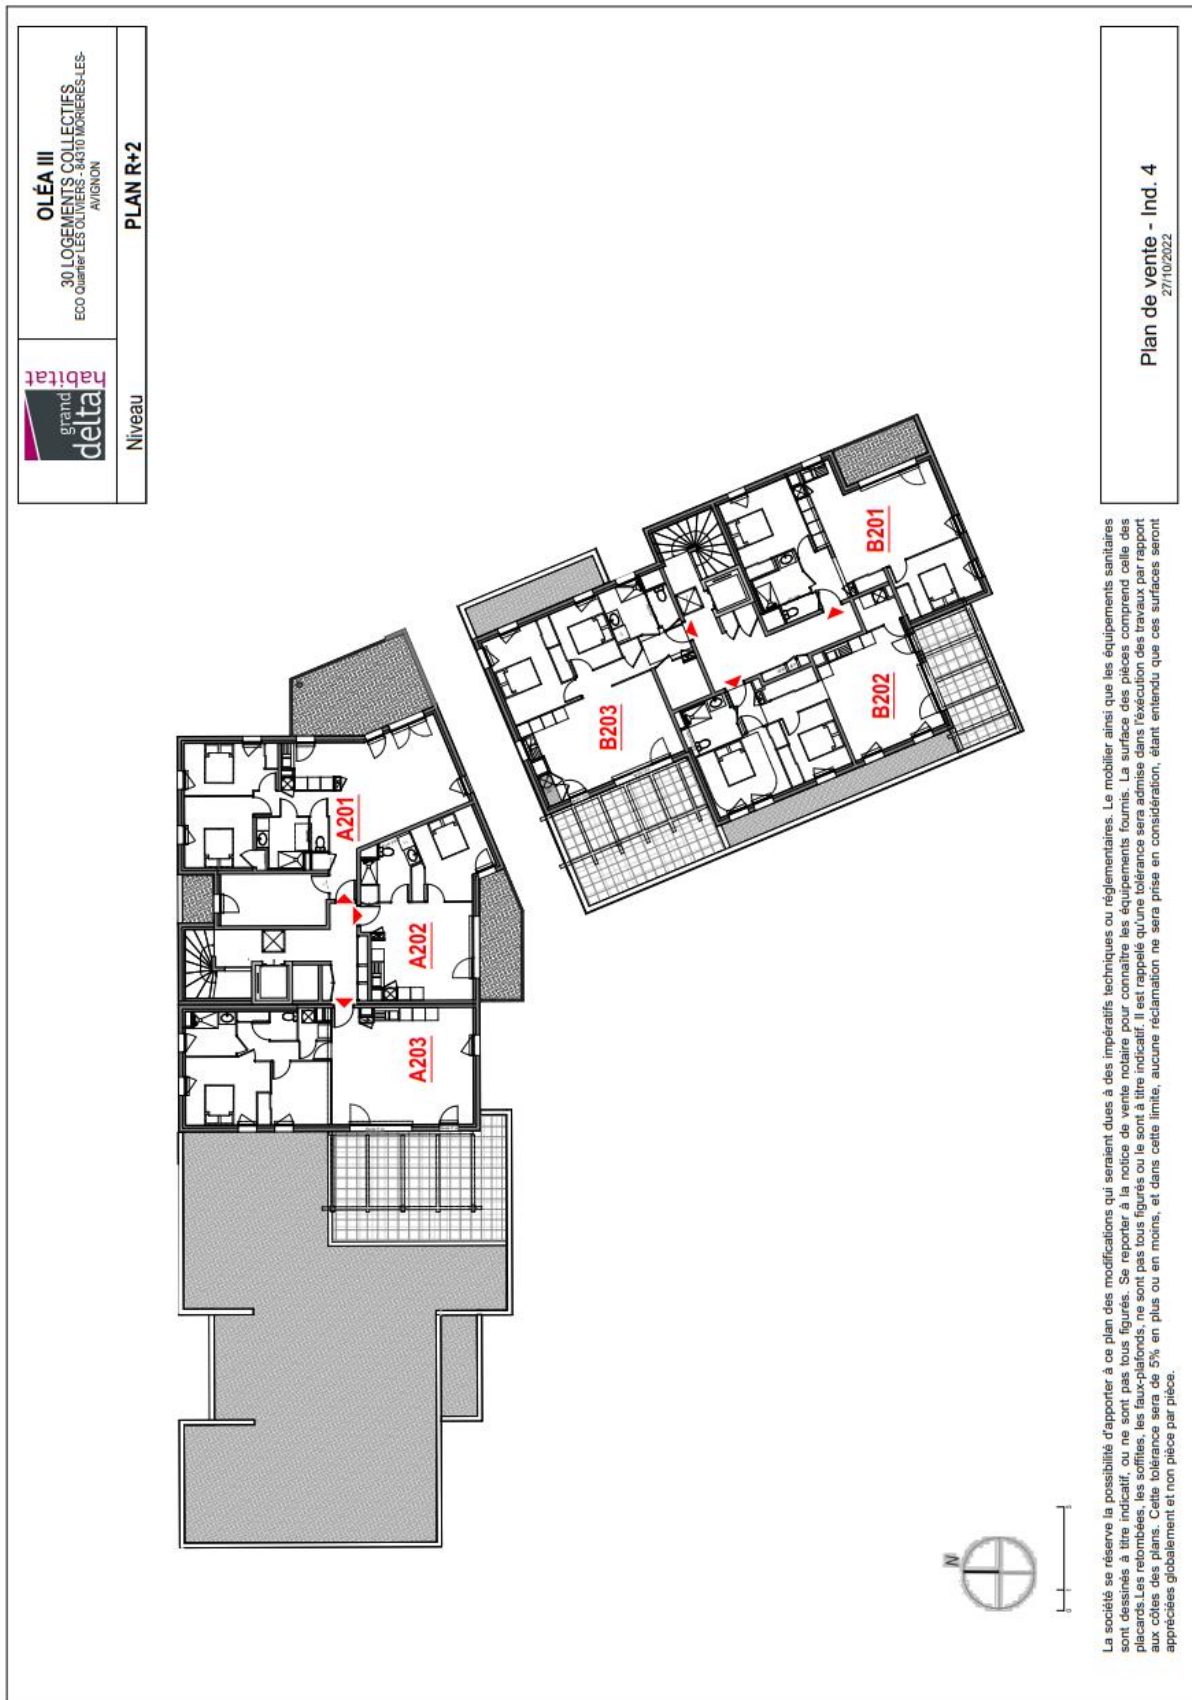 grand
delta
habitat
OLÉA III
30 LOGEMENTS COLLECTIFS
ECO Quartier LES OLIVIERS - 84310 MORIERES-LES-
AVIGNON
Niveau
PLAN R+2
A201
A202
A203
B203
B202
B201
N
0
1
5
La société se réserve la possibilité d'apporter à ce plan des modifications qui seraient dues à des impératifs techniques ou réglementaires. Le mobilier ainsi que les équipements sanitaires
sont dessinés à titre indicatif, ou ne sont pas tous figurés. Se reporter à la notice de vente notaire pour connaître les équipements fournis. La surface des pièces comprend celle des
placards.Les retombées, les soffites, les faux-plafonds, ne sont pas tous figurés ou le sont à titre indicatif. Il est rappelé qu'une tolérance sera admise dans l'éxécution des travaux par rapport
aux côtes des plans. Cette tolérance sera de 5% en plus ou en moins, et dans cette limite, aucune réclamation ne sera prise en considération, étant entendu que ces surfaces seront
appréciées globalement et non pièce par pièce.
Plan de vente - Ind. 4
27/10/2022